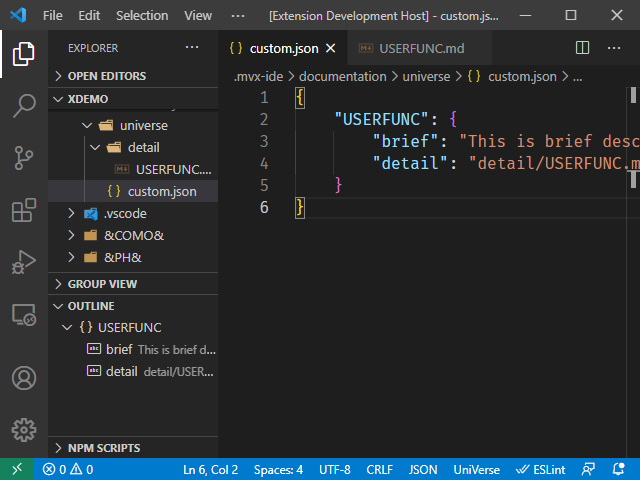 File Edit Selection ··· [Extension Development Host] - custom.js...
EXPLORER ···
OPEN EDITORS
XDEMO
universe
detail
USERFUNC....
{ } custom.json
.vscode
&COMO&
&PH&
GROUP VIEW
OUTLINE
{ } USERFUNC
abc brief This is brief d...
abc detail detail/USER...
NPM SCRIPTS
{ } custom.json USERFUNC.md ···
.mvx-ide > documentation > universe > { } custom.json > ...
1 {
2 "USERFUNC": {
3 "brief": "This is brief desc
4 "detail": "detail/USERFUNC.m
5 }
6 }
0 0 Ln 6, Col 2 Spaces: 4 UTF-8 CRLF JSON UniVerse ESLint